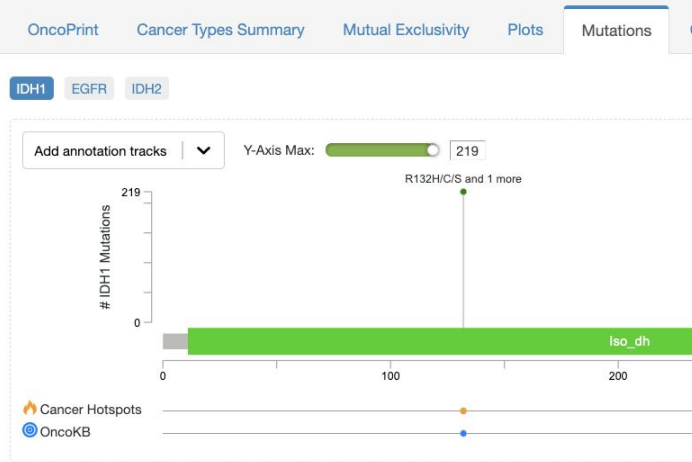 OncoPrint Cancer Types Summary Mutual Exclusivity Plots Mutations
IDH1 EGFR IDH2
Add annotation tracks Y-Axis Max: 219
R132H/C/S and 1 more
219
# IDH1 Mutations
0
Iso_dh
0 100 200
Cancer Hotspots
OncoKB